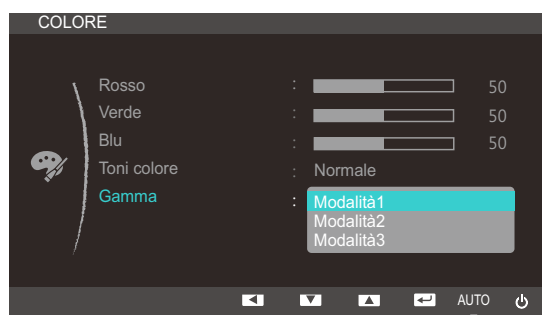 COLORE
Rosso : 50
Verde : 50
Blu : 50
Toni colore : Normale
Gamma : Modalità1
Modalità2
Modalità3
AUTO